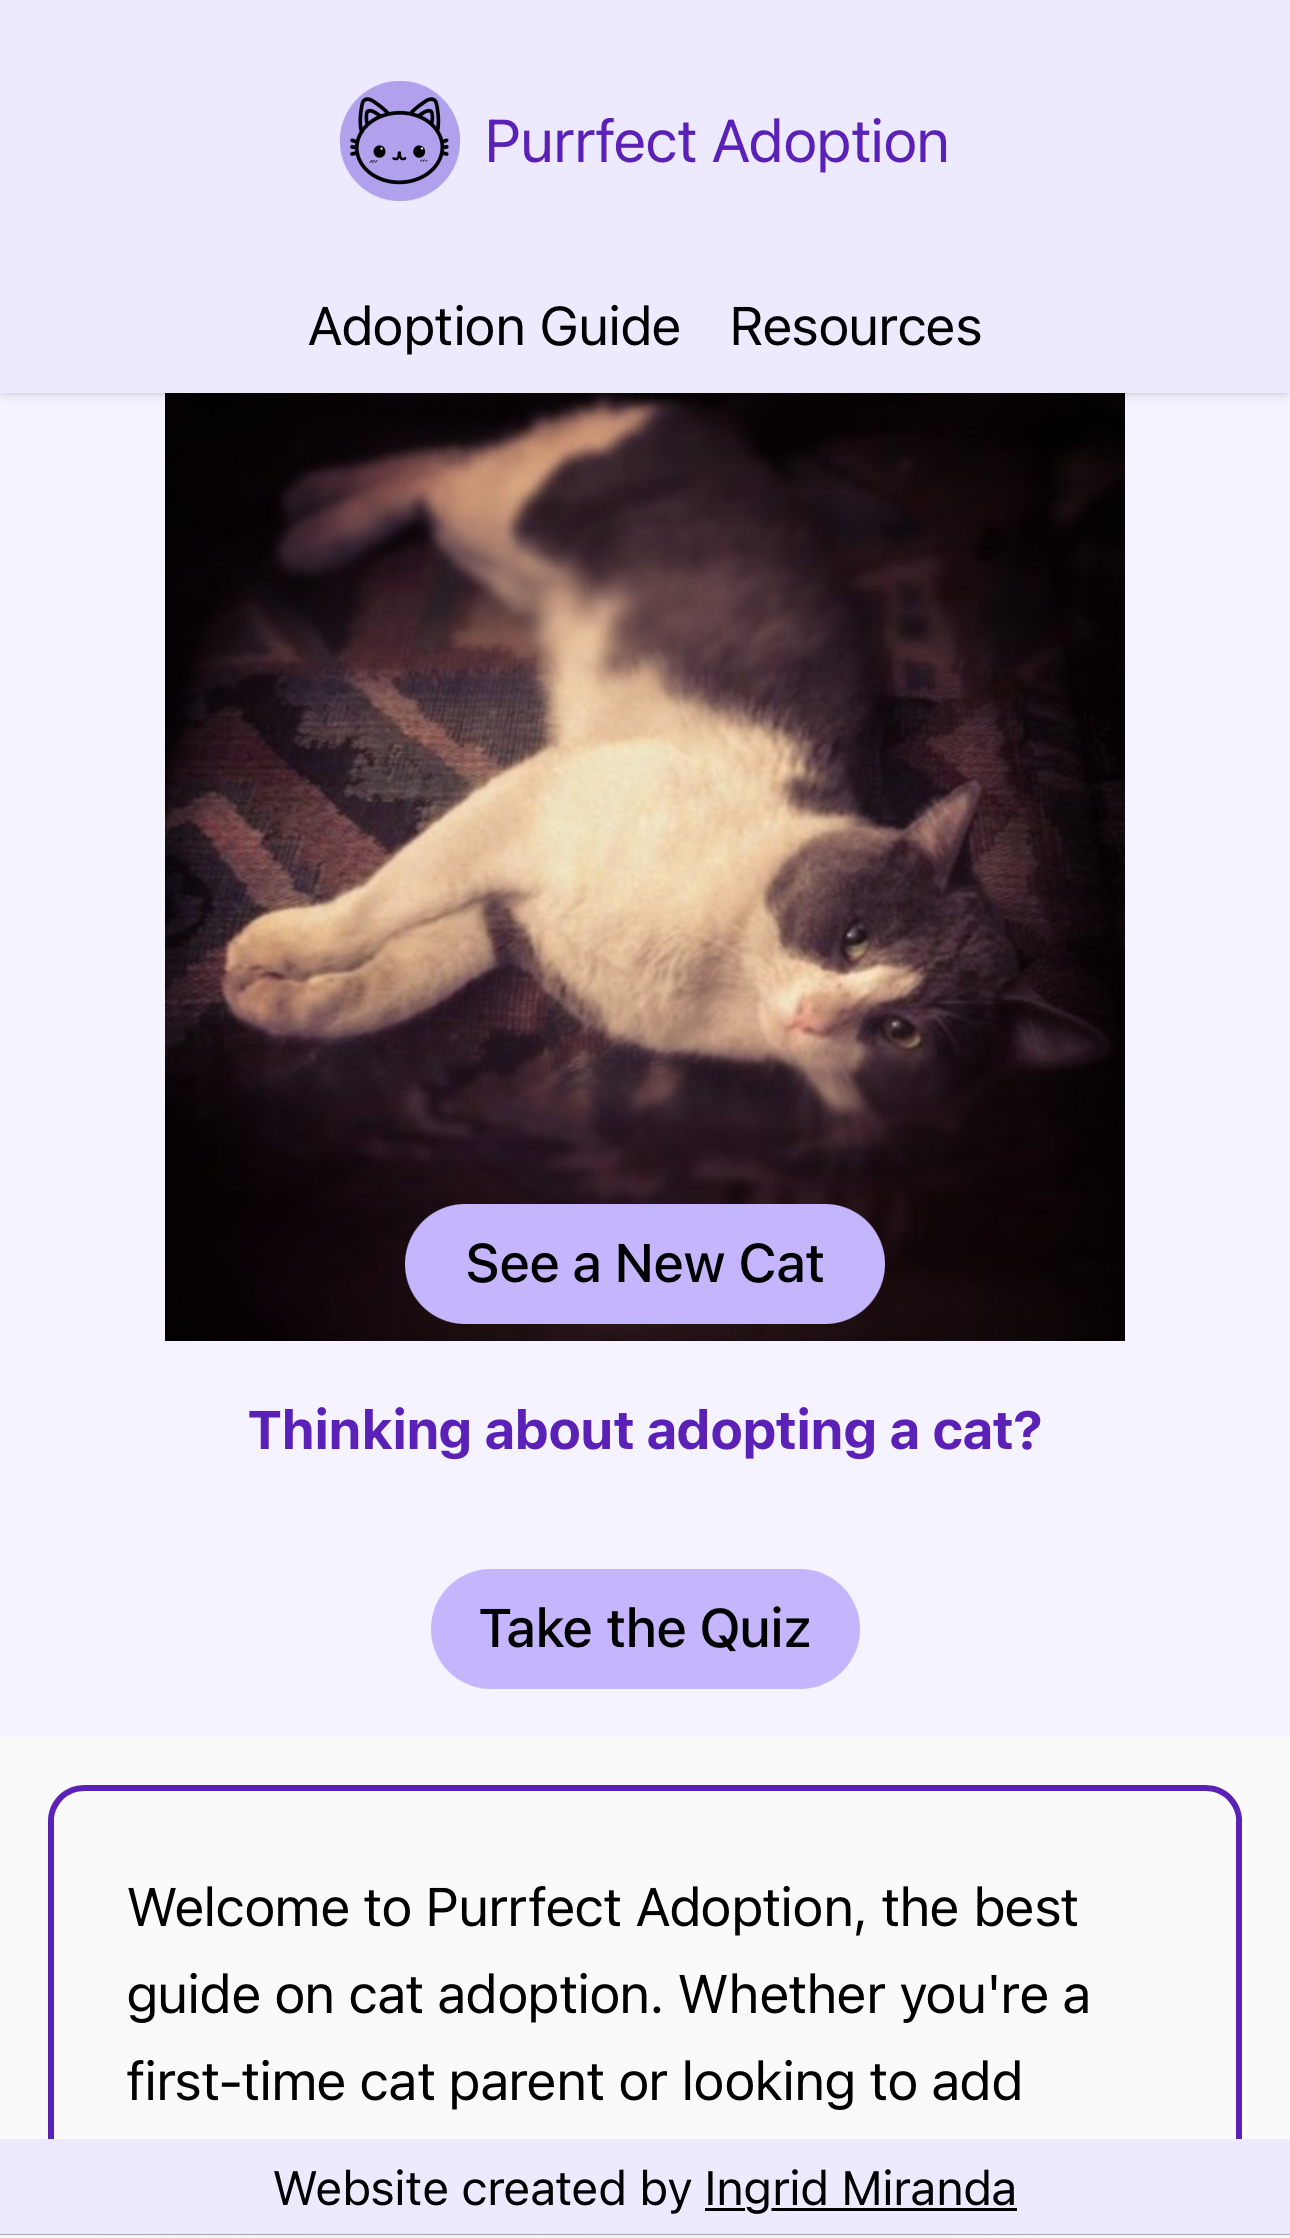 Purrfect Adoption
Adoption Guide Resources
See a New Cat
Thinking about adopting a cat?
Take the Quiz
Welcome to Purrfect Adoption, the best
guide on cat adoption. Whether you're a
first-time cat parent or looking to add
Website created by Ingrid Miranda